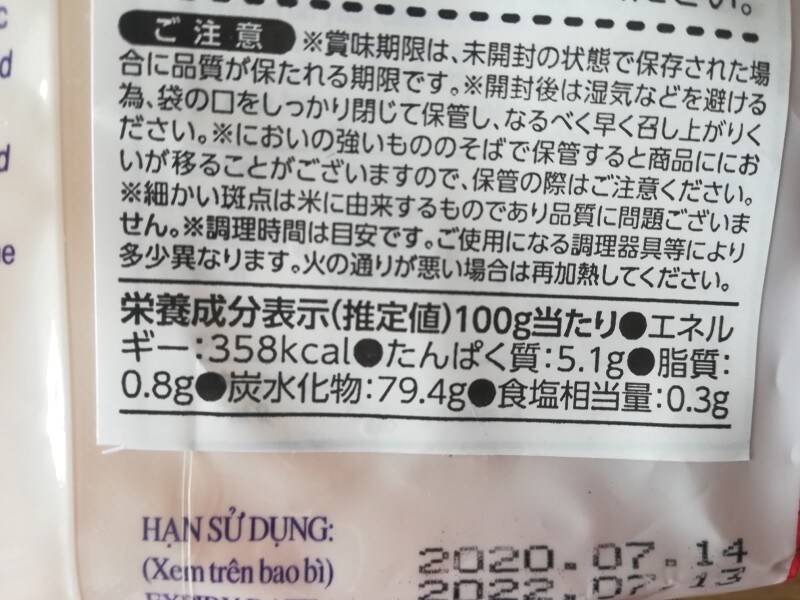 ださい。
c
d
d
e
ご注意 ※賞味期限は、未開封の状態で保存された場
合に品質が保たれる期限です。※開封後は湿気などを避ける
為、袋の口をしっかり閉じて保管し、なるべく早く召し上がりく
ださい。※においの強いもののそばで保管すると商品ににお
いが移ることがございますので、保管の際はご注意ください。
※細かい斑点は米に由来するものであり品質に問題ございま
せん。※調理時間は目安です。ご使用になる調理器具等により
多少異なります。火の通りが悪い場合は再加熱してください。
栄養成分表示(推定値)100g当たり●エネル
ギー:358kcal●たんぱく質:5.1g●脂質:
0.8g●炭水化物:79.4g●食塩相当量:0.3g
HẠN SỬ DỤNG:
(Xem trên bao bì)
2020.07.14
2022.07.13